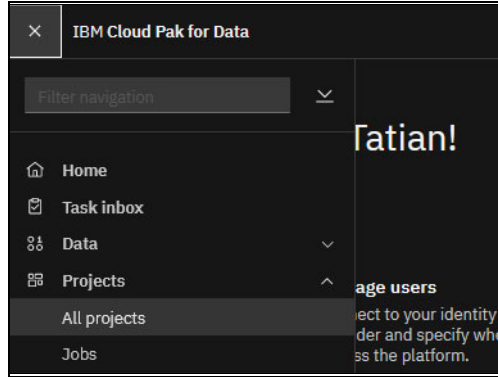 IBM Cloud Pak for Data
Filter navigation
Tatian!
Home
Task inbox
Data
Projects
age users
All projects
ect to your identity
der and specify who
Jobs
ss the platform.